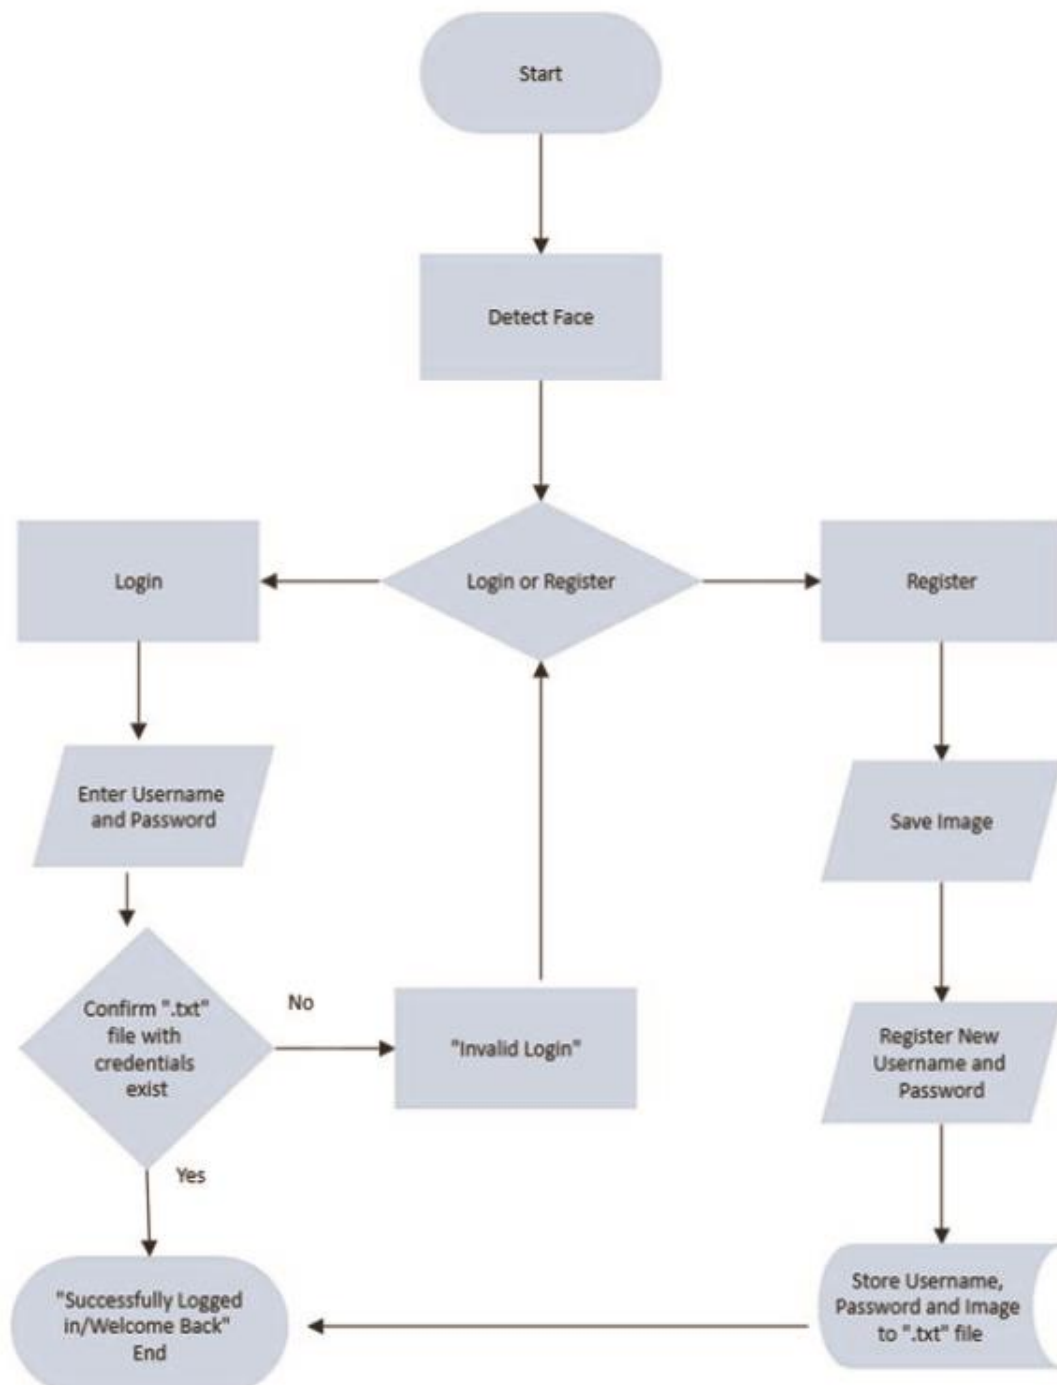 Start
Detect Face
Login
Login or Register
Register
Enter Username
and Password
Save Image
Confirm ".txt"
file with
credentials
exist
No
"Invalid Login"
Register New
Username and
Password
Yes
"Successfully Logged
in/Welcome Back"
End
Store Username,
Password and Image
to ".txt" file